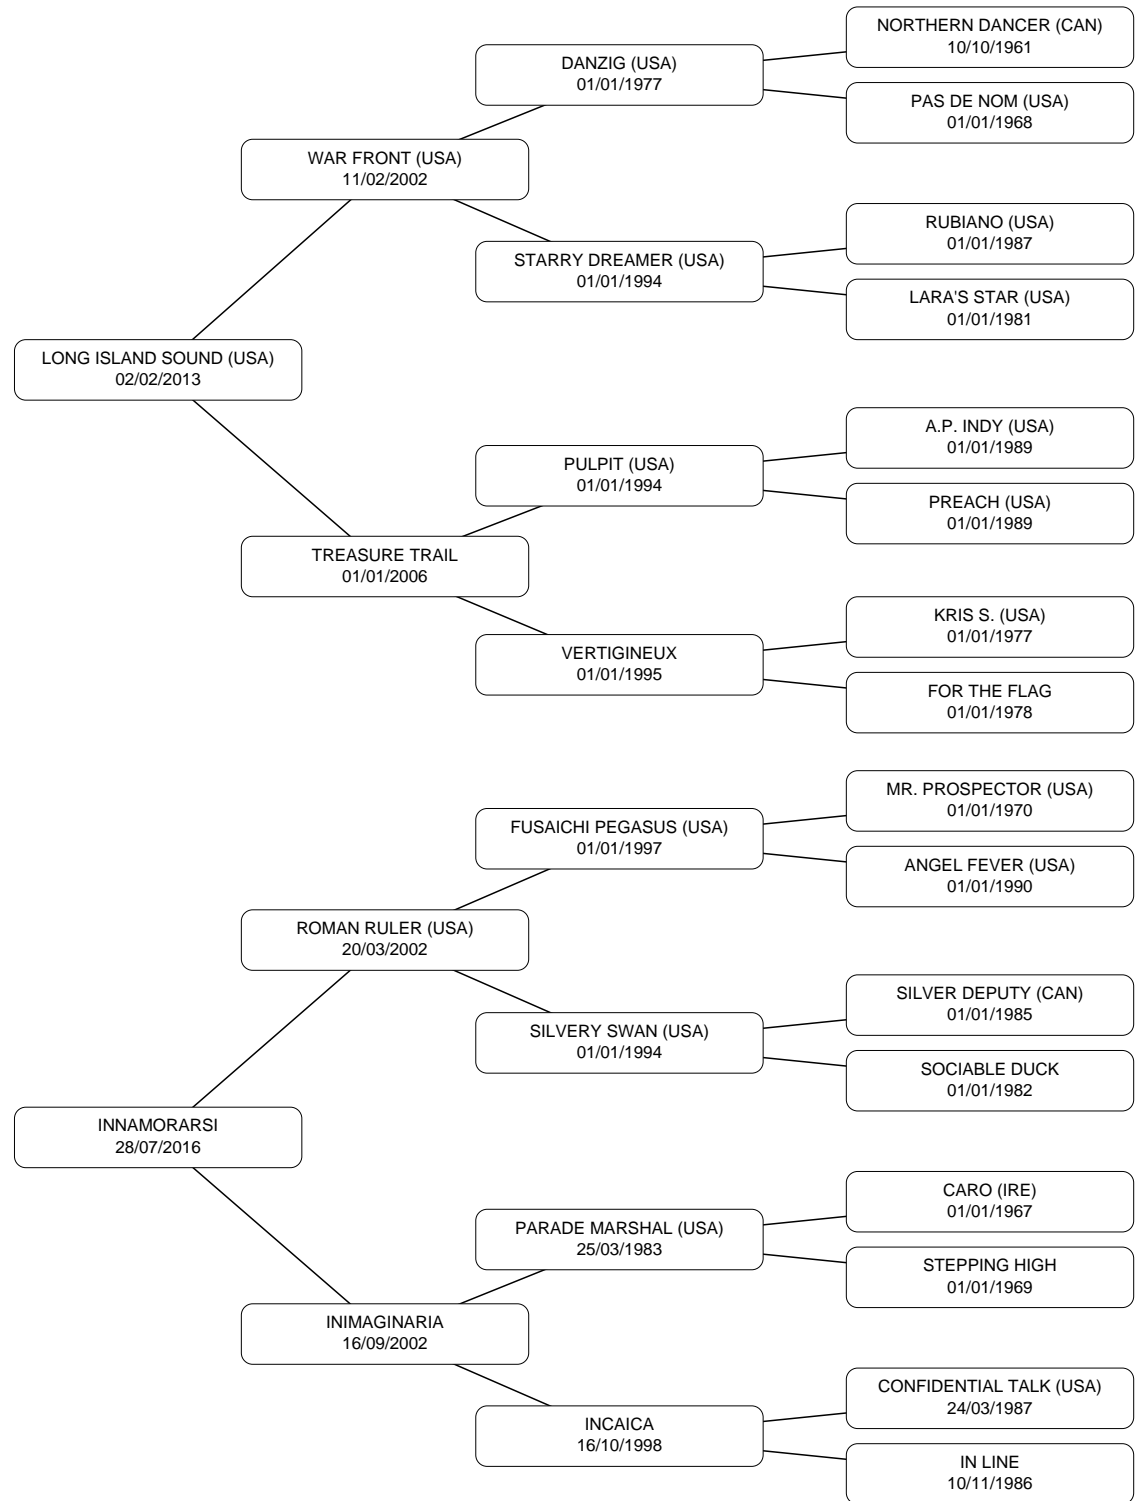 NORTHERN DANCER (CAN)
10/10/1961
DANZIG (USA)
01/01/1977
PAS DE NOM (USA)
01/01/1968
WAR FRONT (USA)
11/02/2002
RUBIANO (USA)
01/01/1987
STARRY DREAMER (USA)
01/01/1994
LARA'S STAR (USA)
01/01/1981
LONG ISLAND SOUND (USA)
02/02/2013
A.P. INDY (USA)
01/01/1989
PULPIT (USA)
01/01/1994
PREACH (USA)
01/01/1989
TREASURE TRAIL
01/01/2006
KRIS S. (USA)
01/01/1977
VERTIGINEUX
01/01/1995
FOR THE FLAG
01/01/1978
MR. PROSPECTOR (USA)
01/01/1970
FUSAICHI PEGASUS (USA)
01/01/1997
ANGEL FEVER (USA)
01/01/1990
ROMAN RULER (USA)
20/03/2002
SILVER DEPUTY (CAN)
01/01/1985
SILVERY SWAN (USA)
01/01/1994
SOCIABLE DUCK
01/01/1982
INNAMORARSI
28/07/2016
CARO (IRE)
01/01/1967
PARADE MARSHAL (USA)
25/03/1983
STEPPING HIGH
01/01/1969
INIMAGINARIA
16/09/2002
CONFIDENTIAL TALK (USA)
24/03/1987
INCAICA
16/10/1998
IN LINE
10/11/1986